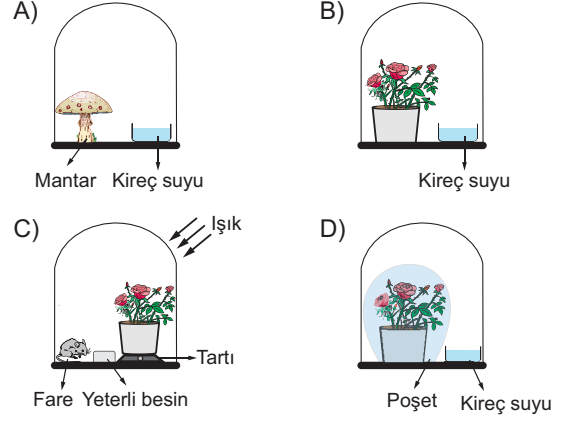 A)
Mantar
Kireç suyu
B)
Kireç suyu
C)
Işık
Tartı
Fare
Yeterli besin
D)
Poşet
Kireç suyu